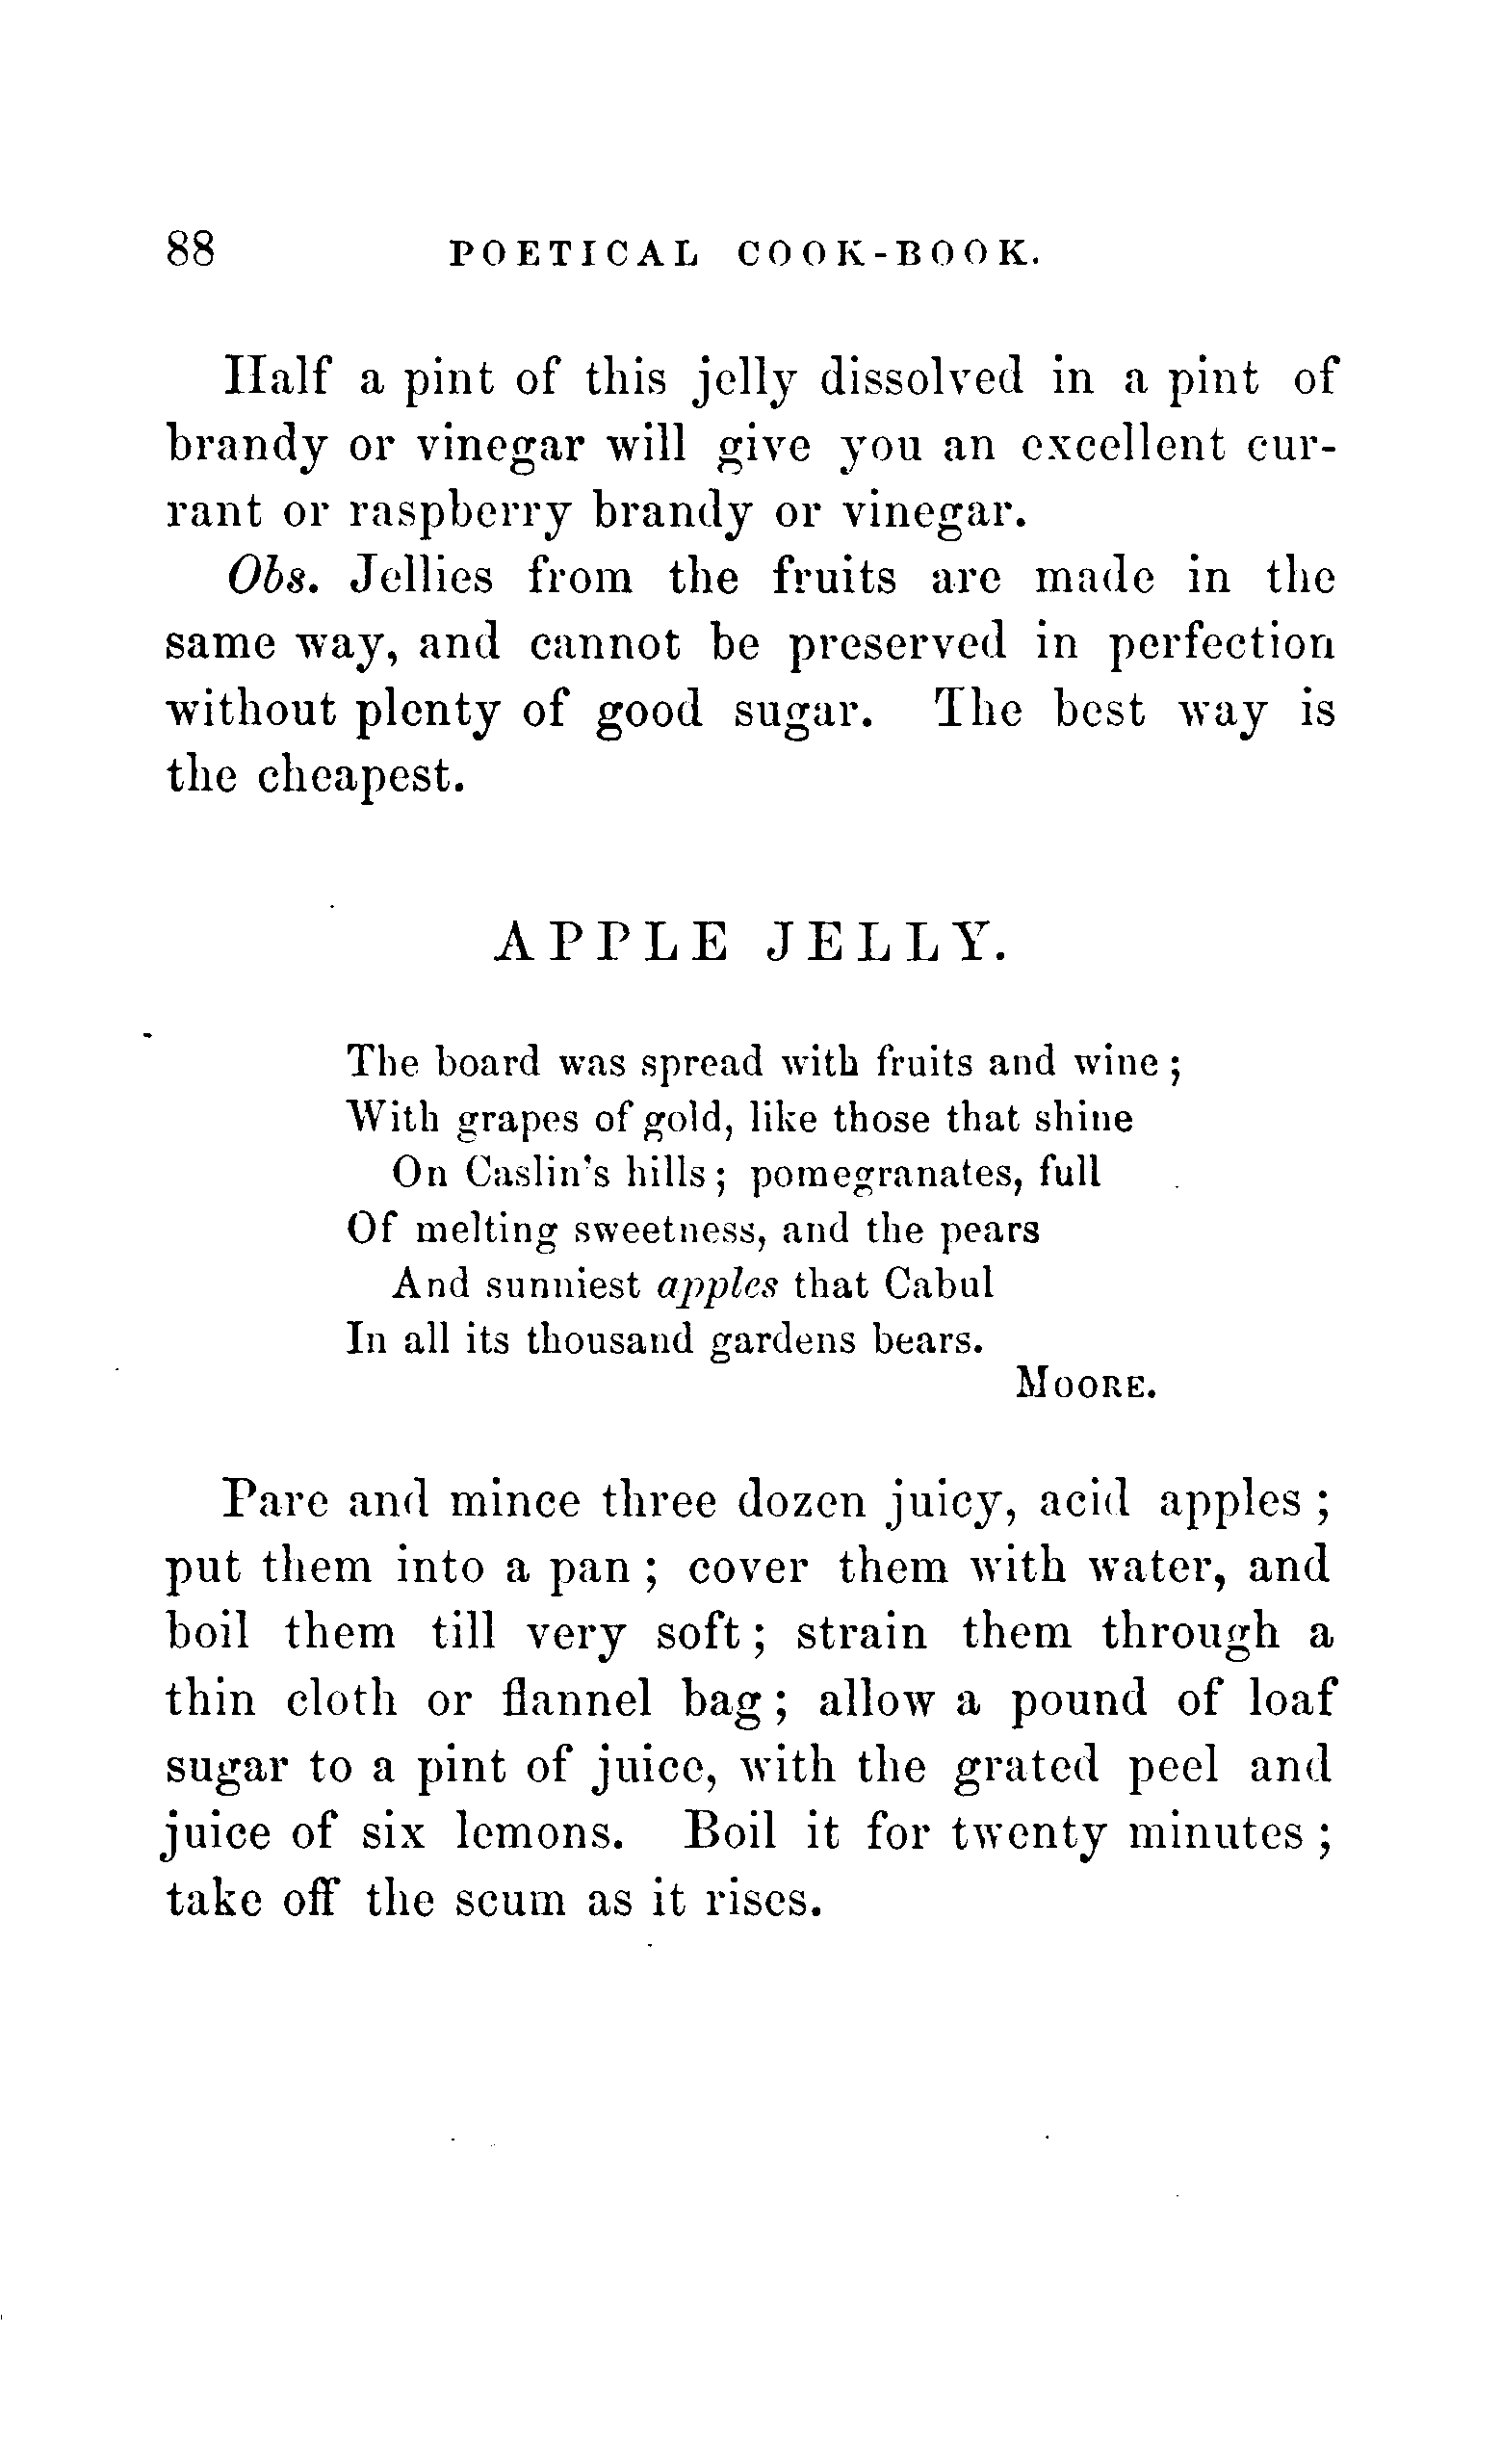 88 POETICAL COOK-BOOK.
Half a pint of this jelly dissolved in a pint of
brandy or vinegar will give you an excellent cur-
rant or raspberry brandy or vinegar.
Obs. Jellies from the fruits are made in the
same way, and cannot be preserved in perfection
without plenty of good sugar. The best way is
the cheapest.
APPLE JELLY.
The board was spread with fruits and wine;
With grapes of gold, like those that shine
On Caslin's hills; pomegranates, full
Of melting sweetness, and the pears
And sunniest apples that Cabul
In all its thousand gardens bears.
MOORE.
Pare and mince three dozen juicy, acid apples;
put them into a pan; cover them with water, and
boil them till very soft; strain them through a
thin cloth or flannel bag; allow a pound of loaf
sugar to a pint of juice, with the grated peel and
juice of six lemons. Boil it for twenty minutes;
take off the scum as it rises.